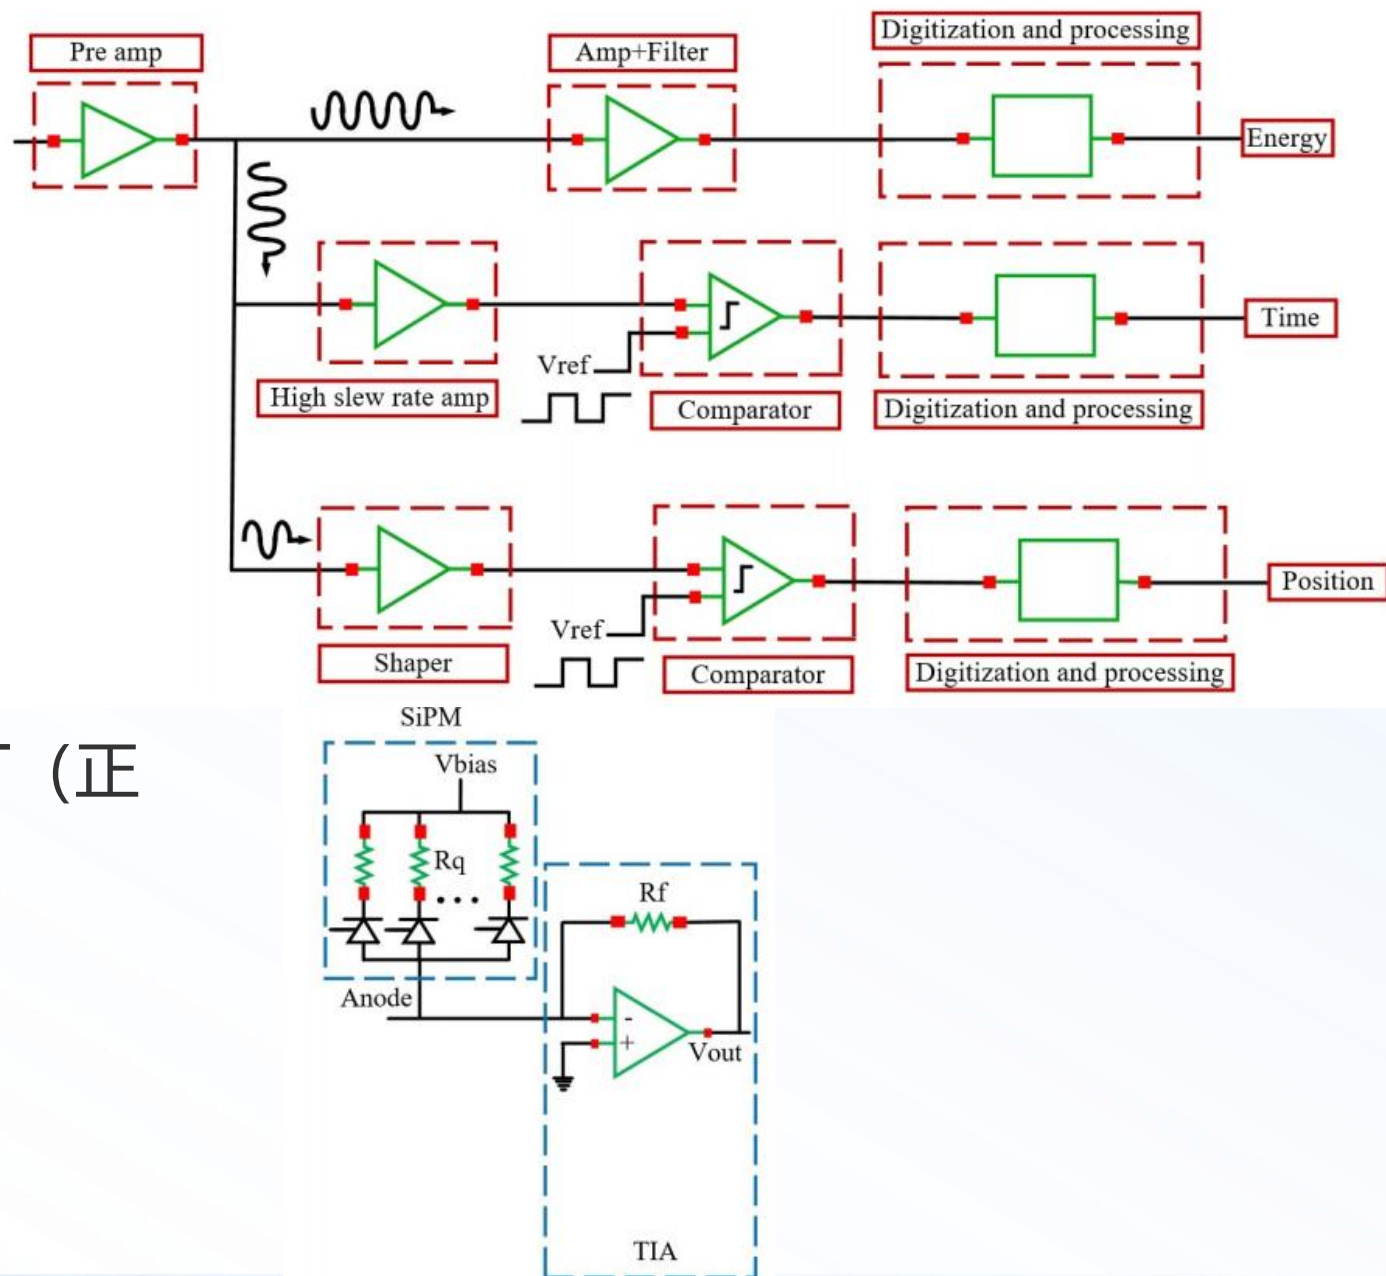 Digitization and processing
Pre amp
Amp+Filter
Energy
Time
Vref
High slew rate amp
Comparator
Digitization and processing
Position
Vref
Shaper
Comparator
Digitization and processing
SiPM
(正
Vbias
Rq
...
Rf
Anode
-
+
Vout
TIA